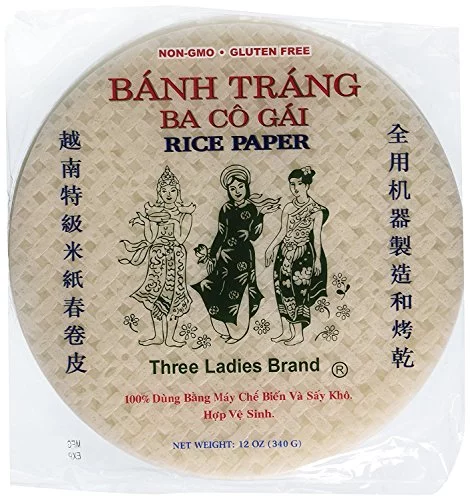 NON-GMO • GLUTEN FREE
BÁNH TRÁNG
BA CÔ GÁI
RICE PAPER
越南特級米紙春卷皮
全用机器製造和烤乾
Three Ladies Brand ®
100% Dùng Bằng Máy Chế Biến Và Sấy Khô.
Hợp Vệ Sinh.
NET WEIGHT: 12 OZ (340 G)